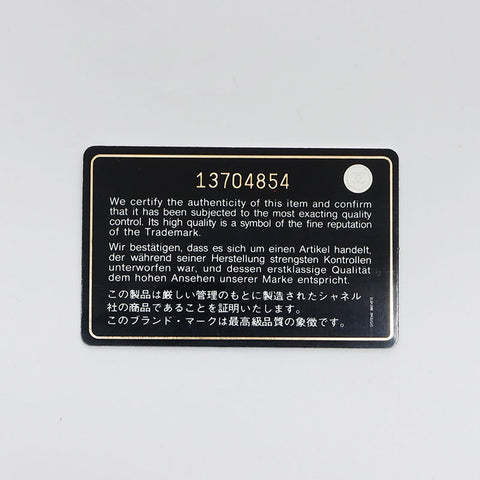 13704854
We certify the authenticity of this item and confirm
that it has been subjected to the most exacting quality
control. Its high quality is a symbol of the fine reputation
of the Trademark.
Wir bestätigen, dass es sich um einen Artikel handelt,
der während seiner Herstellung strengsten Kontrollen
unterworfen war, und dessen erstklassige Qualität
dem hohen Ansehen unserer Marke entspricht.
この製品は厳しい管理のもとに製造されたシャネル
社の商品であることを証明いたします。
このブランド・マークは最高級品質の象徴です。